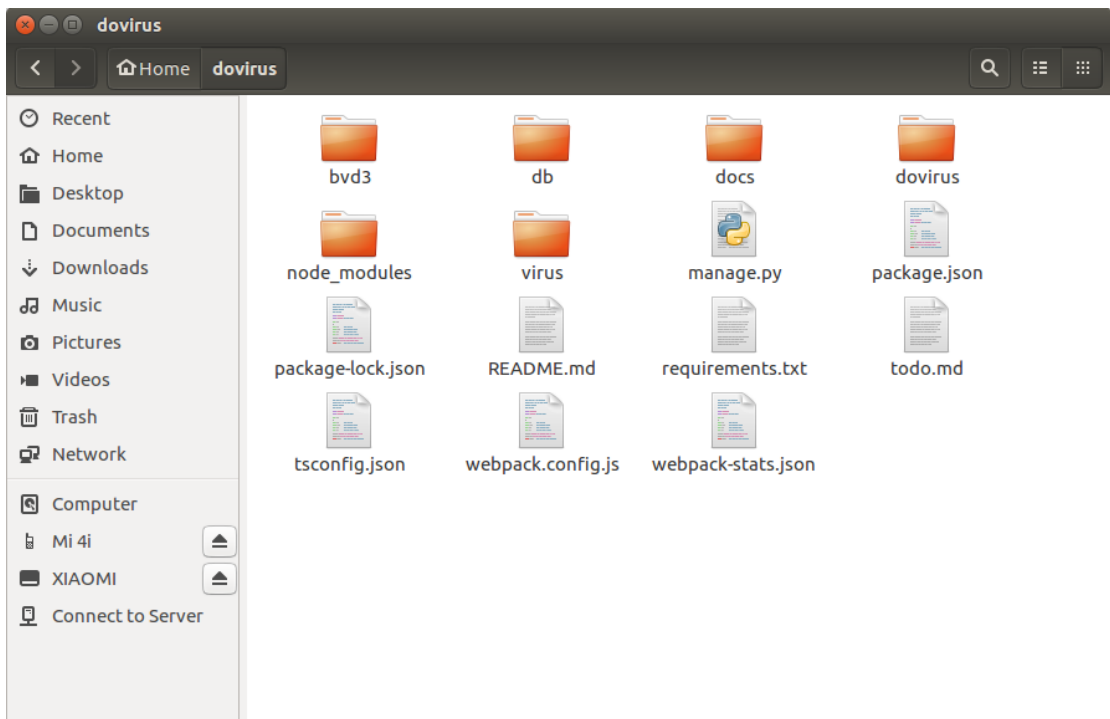 dovirus
Home dovirus
Recent
Home
Desktop
Documents
Downloads
Music
Pictures
Videos
Trash
Network
Computer
Mi 4i
XIAOMI
Connect to Server
bvd3 db docs dovirus
node_modules virus manage.py package.json
package-lock.json README.md requirements.txt todo.md
tsconfig.json webpack.config.js webpack-stats.json